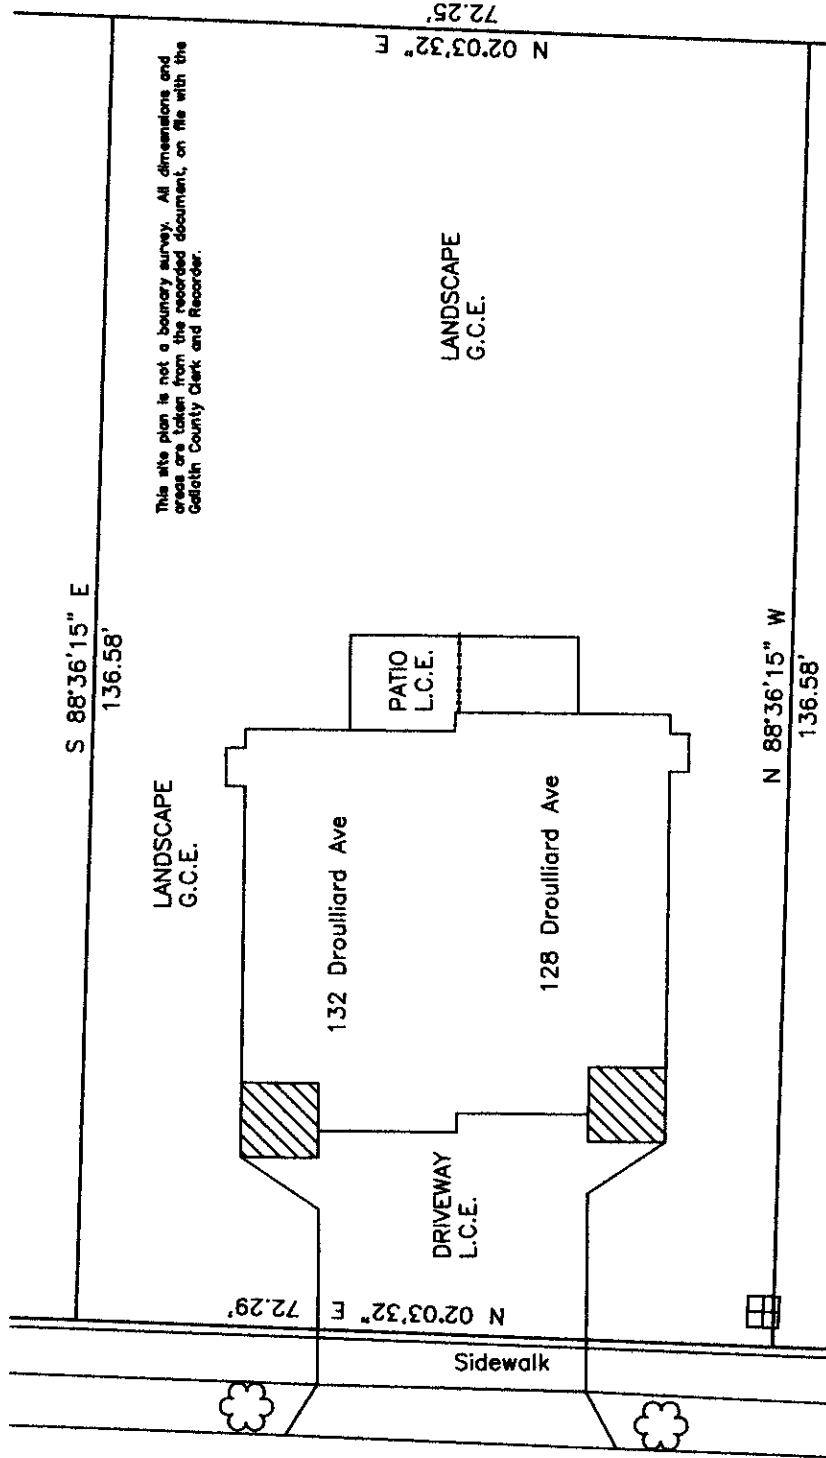 S 88°36'15" E
136.58'
This site plan is not a bounary survey. All dimensions and
areas are taken from the recorded document, on file with the
Gallatin County Clerk and Recorder.
LANDSCAPE
G.C.E.
N 02°03'32" E 72.29'
DRIVEWAY
L.C.E.
Sidewalk
132 Droulliard Ave
128 Droulliard Ave
PATIO
L.C.E.
LANDSCAPE
G.C.E.
N 02°03'32" E
72.25'
N 88°36'15" W
136.58'